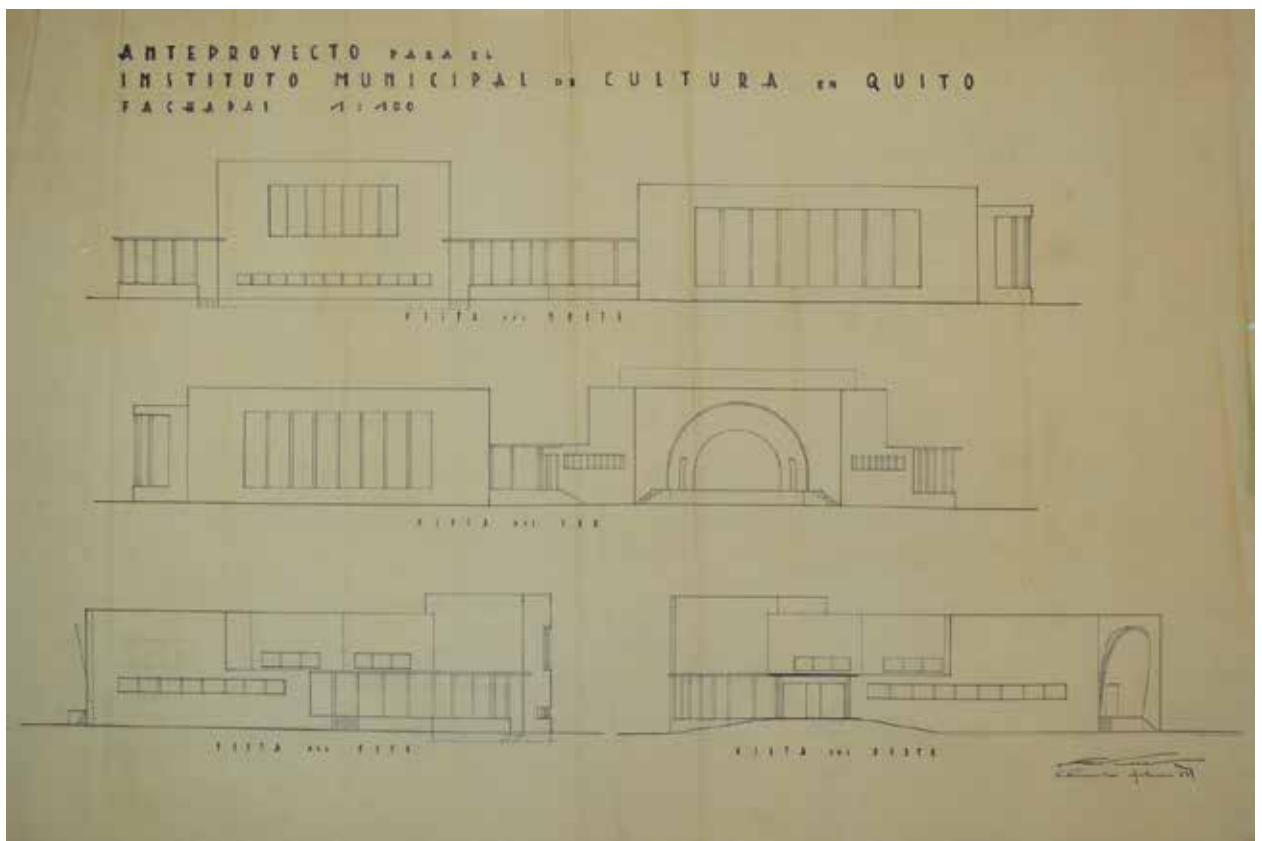 ANTEPROYECTO PARA EL
INSTITUTO MUNICIPAL DE CULTURA EN QUITO
FACHADAS 1:100
VISTA DEL NORTE
VISTA DEL SUR
VISTA DEL ESTE
VISTA DEL OESTE